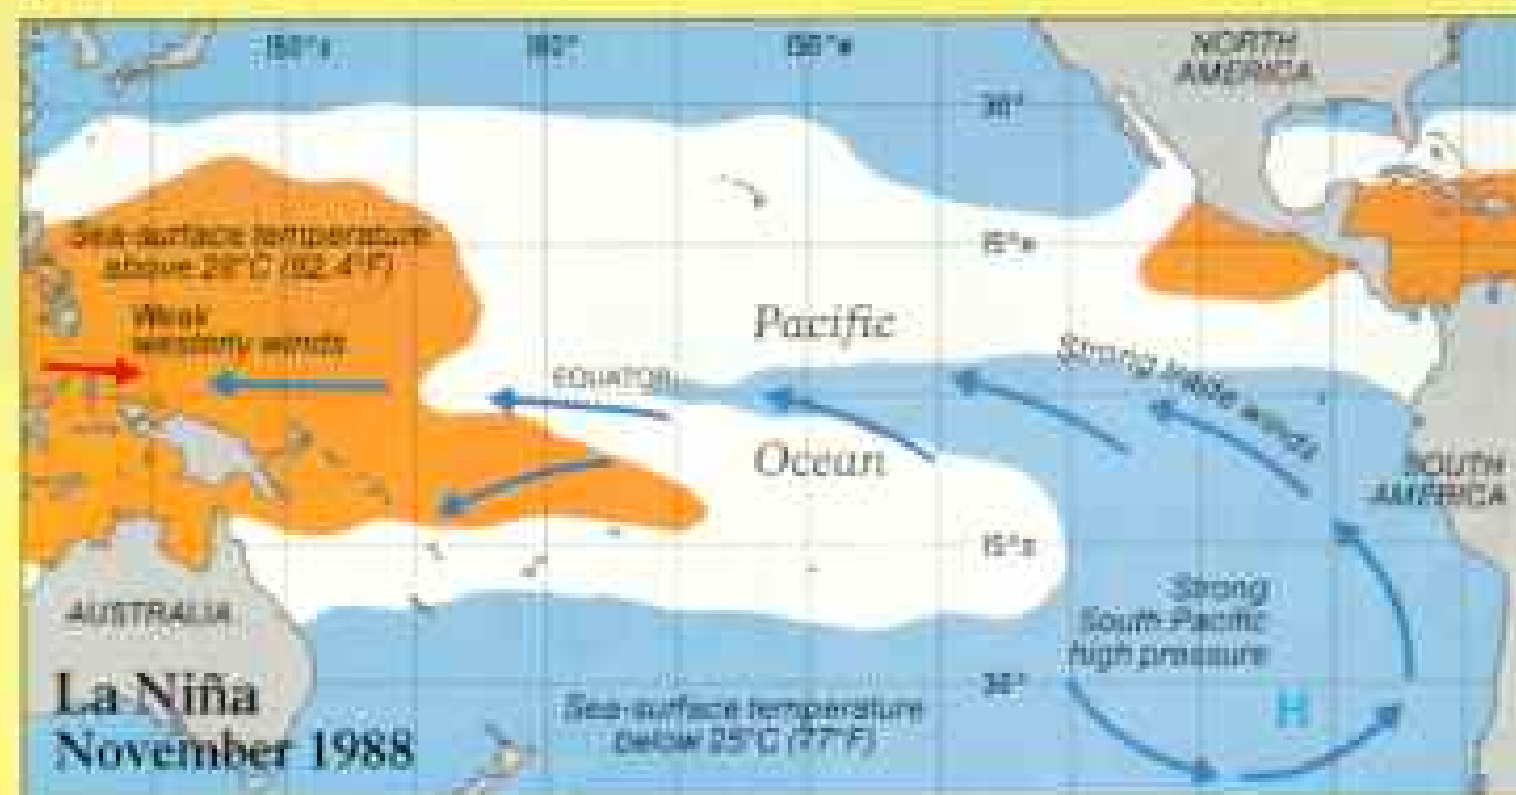 150°E
180°
150°W
NORTH
AMERICA
30°
15°N
Sea-surface temperature
above 28°C (82.4°F)
Weak
westerly winds
Pacific
EQUATOR
Strong trade winds
Ocean
SOUTH
AMERICA
15°S
AUSTRALIA
Strong
South Pacific
high pressure
30°
H
La Niña
November 1988
Sea-surface temperature
below 25°C (77°F)